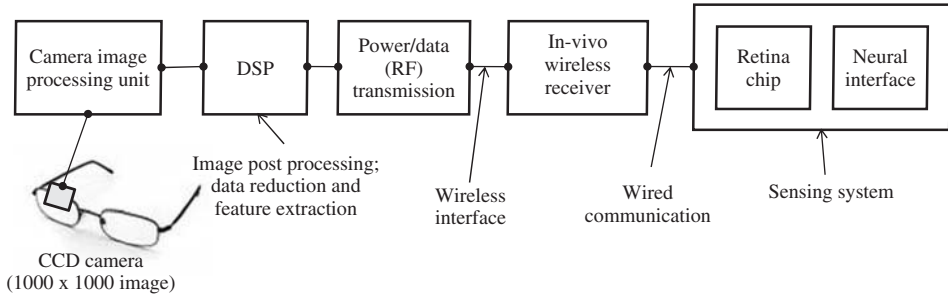 Camera image
processing unit
DSP
Power/data
(RF)
transmission
In-vivo
wireless
receiver
Retina
chip
Neural
interface
Image post processing;
data reduction and
feature extraction
Wireless
interface
Wired
communication
Sensing system
CCD camera
(1000 x 1000 image)